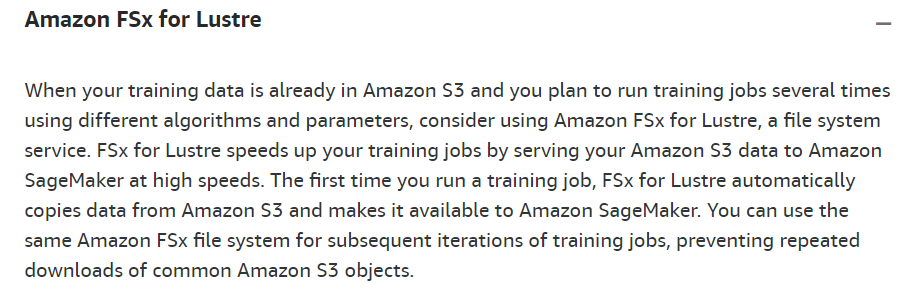 Amazon FSx for Lustre
When your training data is already in Amazon S3 and you plan to run training jobs several times
using different algorithms and parameters, consider using Amazon FSx for Lustre, a file system
service. FSx for Lustre speeds up your training jobs by serving your Amazon S3 data to Amazon
SageMaker at high speeds. The first time you run a training job, FSx for Lustre automatically
copies data from Amazon S3 and makes it available to Amazon SageMaker. You can use the
same Amazon FSx file system for subsequent iterations of training jobs, preventing repeated
downloads of common Amazon S3 objects.